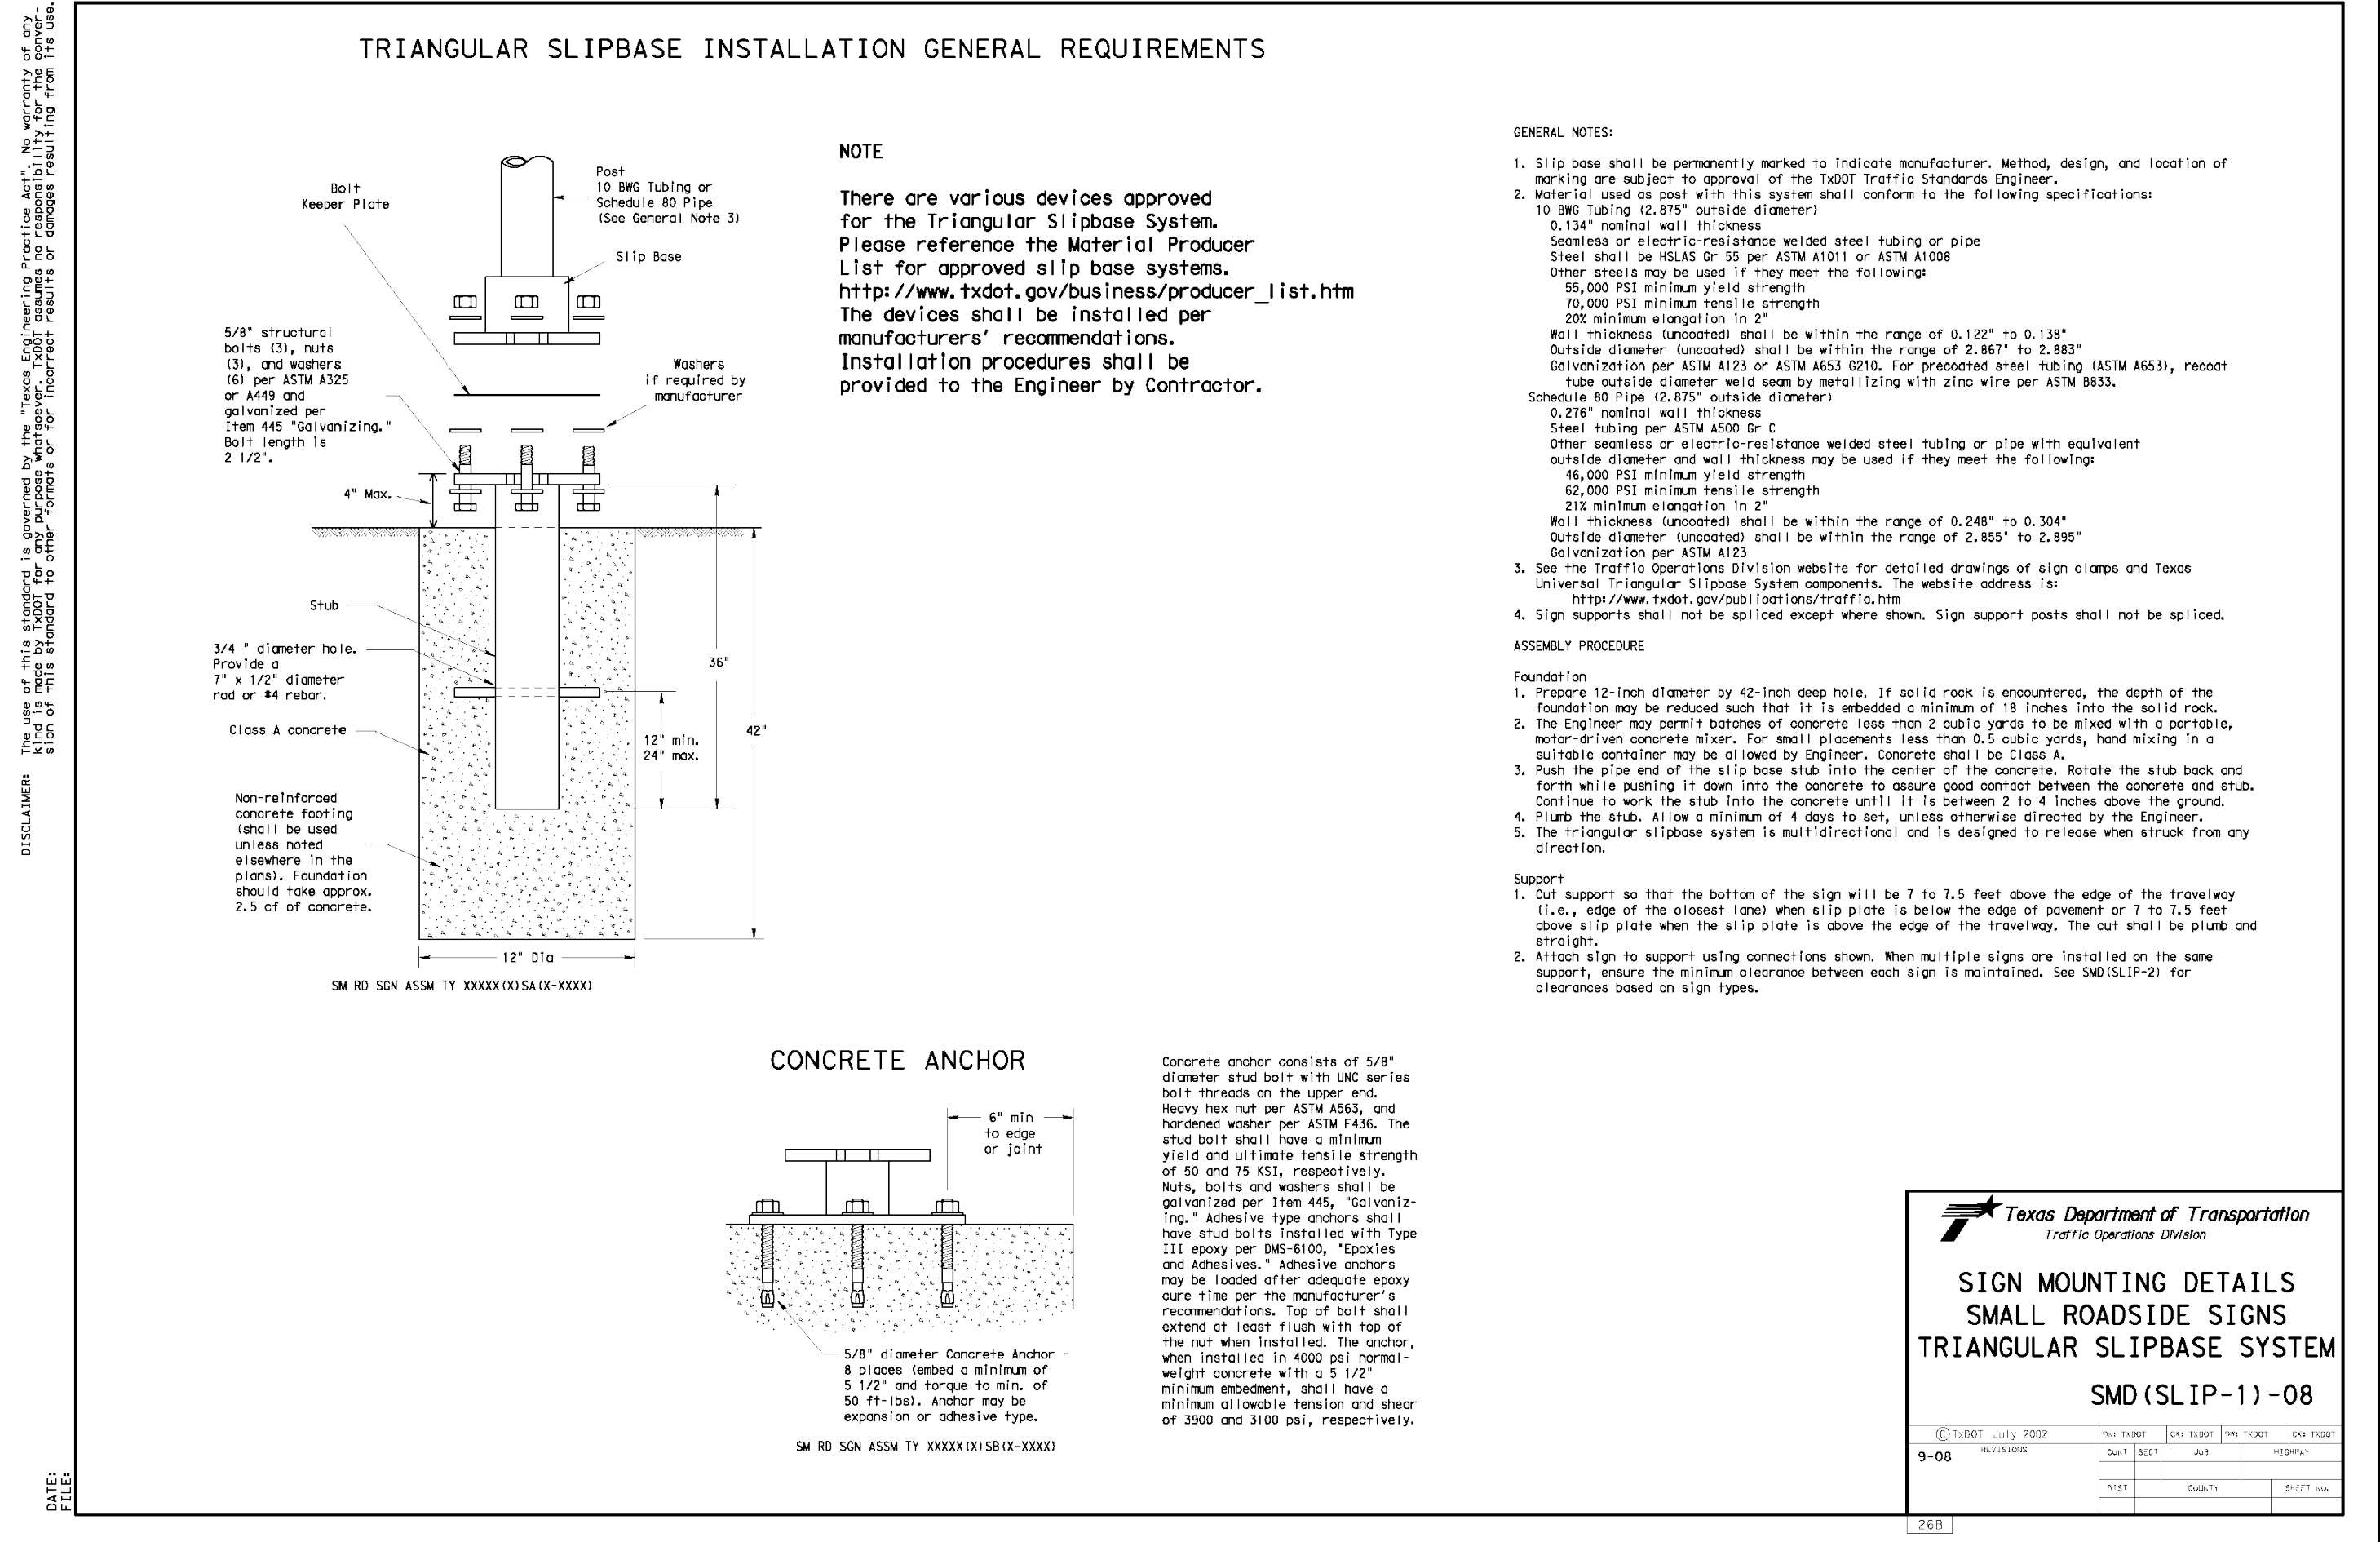 TRIANGULAR SLIPBASE INSTALLATION GENERAL REQUIREMENTS
DISCLAIMER: The use of this standard is governed by the "Texas Engineering Practice Act". No warranty of any
kind is made by TxDOT for any purpose whatsoever. TxDOT assumes no responsibility for the conver-
sion of this standard to other formats or for incorrect results or damages resulting from its use.
DATE:
FILE:
Bolt
Keeper Plate
Post
10 BWG Tubing or
Schedule 80 Pipe
(See General Note 3)
Slip Base
5/8" structural
bolts (3), nuts
(3), and washers
(6) per ASTM A325
or A449 and
galvanized per
Item 445 "Galvanizing."
Bolt length is
2 1/2".
Washers
if required by
manufacturer
4" Max.
Stub
3/4 " diameter hole.
Provide a
7" x 1/2" diameter
rod or #4 rebar.
Class A concrete
Non-reinforced
concrete footing
(shall be used
unless noted
elsewhere in the
plans). Foundation
should take approx.
2.5 cf of concrete.
36"
42"
12" min.
24" max.
12" Dia
SM RD SGN ASSM TY XXXXX(X)SA(X-XXXX)
NOTE
There are various devices approved
for the Triangular Slipbase System.
Please reference the Material Producer
List for approved slip base systems.
http://www.txdot.gov/business/producer_list.htm
The devices shall be installed per
manufacturers' recommendations.
Installation procedures shall be
provided to the Engineer by Contractor.
GENERAL NOTES:
1. Slip base shall be permanently marked to indicate manufacturer. Method, design, and location of
marking are subject to approval of the TxDOT Traffic Standards Engineer.
2. Material used as post with this system shall conform to the following specifications:
10 BWG Tubing (2.875" outside diameter)
0.134" nominal wall thickness
Seamless or electric-resistance welded steel tubing or pipe
Steel shall be HSLAS Gr 55 per ASTM A1011 or ASTM A1008
Other steels may be used if they meet the following:
55,000 PSI minimum yield strength
70,000 PSI minimum tensile strength
20% minimum elongation in 2"
Wall thickness (uncoated) shall be within the range of 0.122" to 0.138"
Outside diameter (uncoated) shall be within the range of 2.867" to 2.883"
Galvanization per ASTM A123 or ASTM A653 G210. For precoated steel tubing (ASTM A653), recoat
tube outside diameter weld seam by metallizing with zinc wire per ASTM B833.
Schedule 80 Pipe (2.875" outside diameter)
0.276" nominal wall thickness
Steel tubing per ASTM A500 Gr C
Other seamless or electric-resistance welded steel tubing or pipe with equivalent
outside diameter and wall thickness may be used if they meet the following:
46,000 PSI minimum yield strength
62,000 PSI minimum tensile strength
21% minimum elongation in 2"
Wall thickness (uncoated) shall be within the range of 0.248" to 0.304"
Outside diameter (uncoated) shall be within the range of 2.855" to 2.895"
Galvanization per ASTM A123
3. See the Traffic Operations Division website for detailed drawings of sign clamps and Texas
Universal Triangular Slipbase System components. The website address is:
http://www.txdot.gov/publications/traffic.htm
4. Sign supports shall not be spliced except where shown. Sign support posts shall not be spliced.
ASSEMBLY PROCEDURE
Foundation
1. Prepare 12-inch diameter by 42-inch deep hole. If solid rock is encountered, the depth of the
foundation may be reduced such that it is embedded a minimum of 18 inches into the solid rock.
2. The Engineer may permit batches of concrete less than 2 cubic yards to be mixed with a portable,
motor-driven concrete mixer. For small placements less than 0.5 cubic yards, hand mixing in a
suitable container may be allowed by Engineer. Concrete shall be Class A.
3. Push the pipe end of the slip base stub into the center of the concrete. Rotate the stub back and
forth while pushing it down into the concrete to assure good contact between the concrete and stub.
Continue to work the stub into the concrete until it is between 2 to 4 inches above the ground.
4. Plumb the stub. Allow a minimum of 4 days to set, unless otherwise directed by the Engineer.
5. The triangular slipbase system is multidirectional and is designed to release when struck from any
direction.
Support
1. Cut support so that the bottom of the sign will be 7 to 7.5 feet above the edge of the travelway
(i.e., edge of the closest lane) when slip plate is below the edge of pavement or 7 to 7.5 feet
above slip plate when the slip plate is above the edge of the travelway. The cut shall be plumb and
straight.
2. Attach sign to support using connections shown. When multiple signs are installed on the same
support, ensure the minimum clearance between each sign is maintained. See SMD(SLIP-2) for
clearances based on sign types.
CONCRETE ANCHOR
6" min
to edge
or joint
5/8" diameter Concrete Anchor -
8 places (embed a minimum of
5 1/2" and torque to min. of
50 ft-lbs). Anchor may be
expansion or adhesive type.
SM RD SGN ASSM TY XXXXX(X)SB(X-XXXX)
Concrete anchor consists of 5/8"
diameter stud bolt with UNC series
bolt threads on the upper end.
Heavy hex nut per ASTM A563, and
hardened washer per ASTM F436. The
stud bolt shall have a minimum
yield and ultimate tensile strength
of 50 and 75 KSI, respectively.
Nuts, bolts and washers shall be
galvanized per Item 445, "Galvaniz-
ing." Adhesive type anchors shall
have stud bolts installed with Type
III epoxy per DMS-6100, "Epoxies
and Adhesives." Adhesive anchors
may be loaded after adequate epoxy
cure time per the manufacturer's
recommendations. Top of bolt shall
extend at least flush with top of
the nut when installed. The anchor,
when installed in 4000 psi normal-
weight concrete with a 5 1/2"
minimum embedment, shall have a
minimum allowable tension and shear
of 3900 and 3100 psi, respectively.
Texas Department of Transportation
Traffic Operations Division
SIGN MOUNTING DETAILS
SMALL ROADSIDE SIGNS
TRIANGULAR SLIPBASE SYSTEM
SMD(SLIP-1)-08
© TxDOT July 2002
DN: TXDOT
CK: TXDOT
DW: TXDOT
CK: TXDOT
9-08
REVISIONS
CONT
SECT
JOB
HIGHWAY
DIST
COUNTY
SHEET NO.
26B